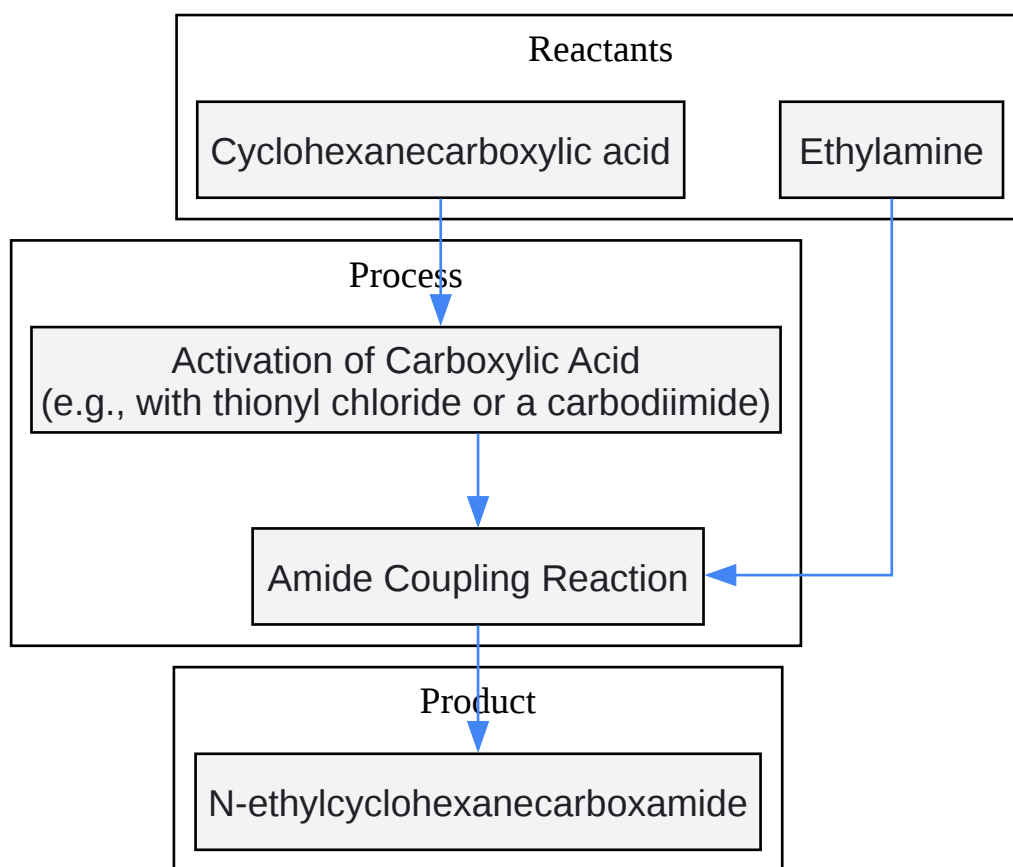 Reactants
Cyclohexanecarboxylic acid
Ethylamine
Process
Activation of Carboxylic Acid
(e.g., with thionyl chloride or a carbodiimide)
Amide Coupling Reaction
Product
N-ethylcyclohexanecarboxamide